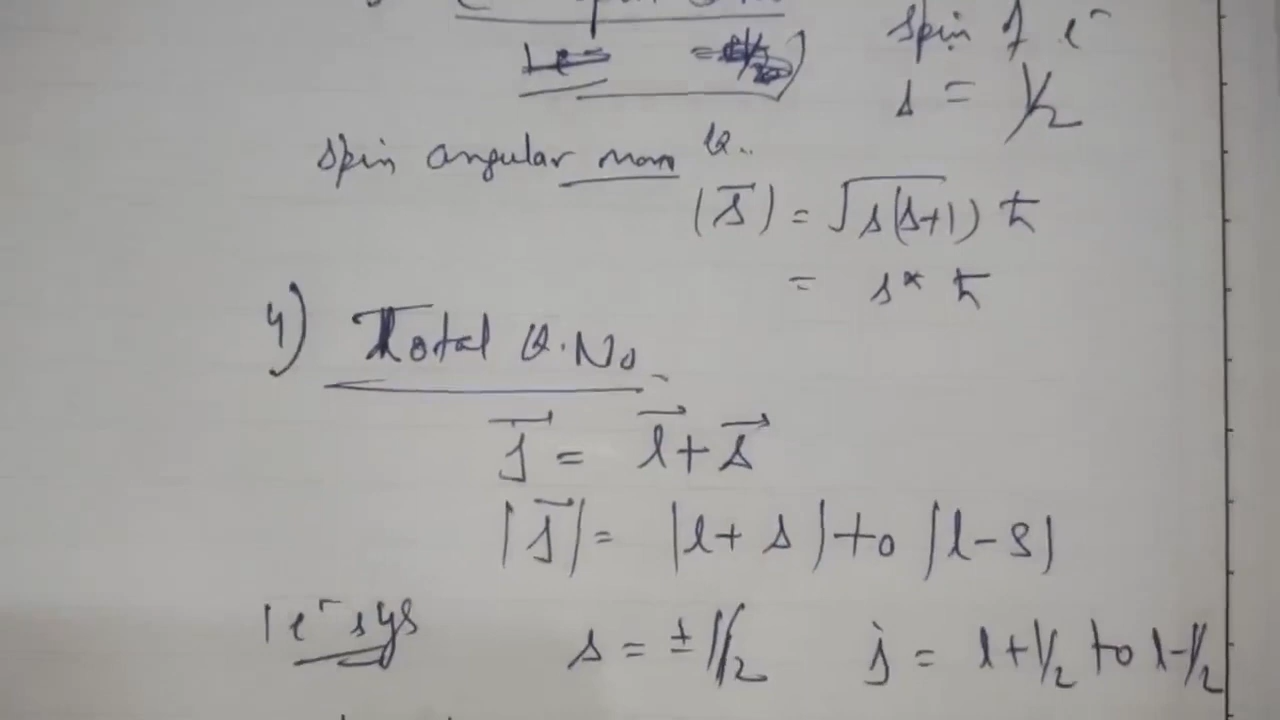 spin of e⁻
s = 1/2
spin angular mom Q..
(s⃗) = √s(s+1) ħ
= s* ħ
4) Total Q.No.
j⃗ = l⃗ + s⃗
|j⃗| = |l + s| to |l - s|
1 e⁻ sys s = ± 1/2 j = l + 1/2 to l - 1/2